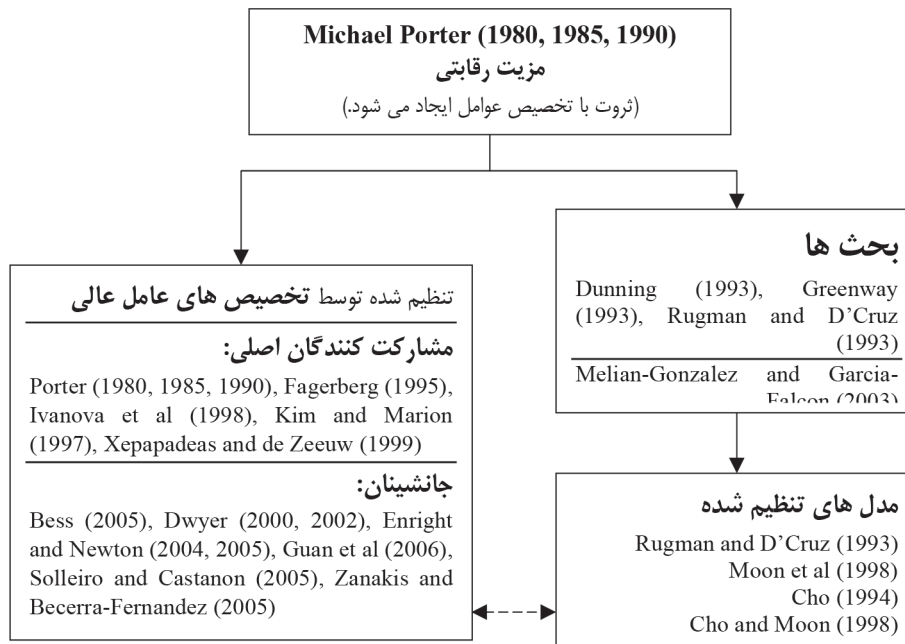 Michael Porter (1980, 1985, 1990)
مزیت رقابتی
(ثروت با تخصیص عوامل ایجاد می شود.)
بحث ها
Dunning (1993), Greenway
(1993), Rugman and D'Cruz
(1993)
Melian-Gonzalez and Garcia-
Falcon (2003)
تنظیم شده توسط تخصیص های عامل عالی
مشارکت کنندگان اصلی:
Porter (1980, 1985, 1990), Fagerberg (1995),
Ivanova et al (1998), Kim and Marion
(1997), Xepapadeas and de Zeeuw (1999)
جانشینان:
Bess (2005), Dwyer (2000, 2002), Enright
and Newton (2004, 2005), Guan et al (2006),
Solleiro and Castanon (2005), Zanakis and
Becerra-Fernandez (2005)
مدل های تنظیم شده
Rugman and D'Cruz (1993)
Moon et al (1998)
Cho (1994)
Cho and Moon (1998)